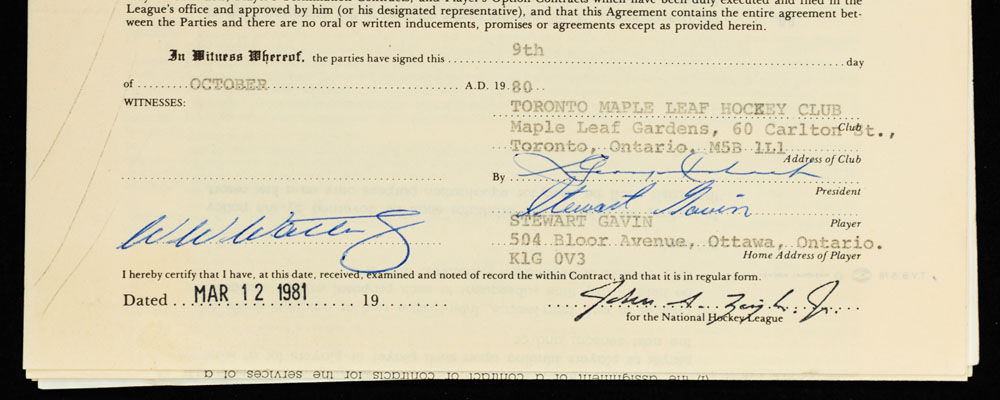 League's office and approved by him (or his designated representative), and that this Agreement contains the entire agreement bet-
ween the Parties and there are no oral or written inducements, promises or agreements except as provided herein.
In Witness Whereof, the parties have signed this 9th day
of OCTOBER A.D. 19 80
WITNESSES:
TORONTO MAPLE LEAF HOCKEY CLUB
Club
Maple Leaf Gardens, 60 Carlton St.,
Toronto, Ontario, M5B 1L1
Address of Club
By
President
Stewart Gavin
STEWART GAVIN
Player
504 Bloor Avenue, Ottawa, Ontario.
K1G 0V3
Home Address of Player
I hereby certify that I have, at this date, received, examined and noted of record the within Contract, and that it is in regular form.
Dated MAR 12 1981 19
John A. Ziegler Jr.
for the National Hockey League